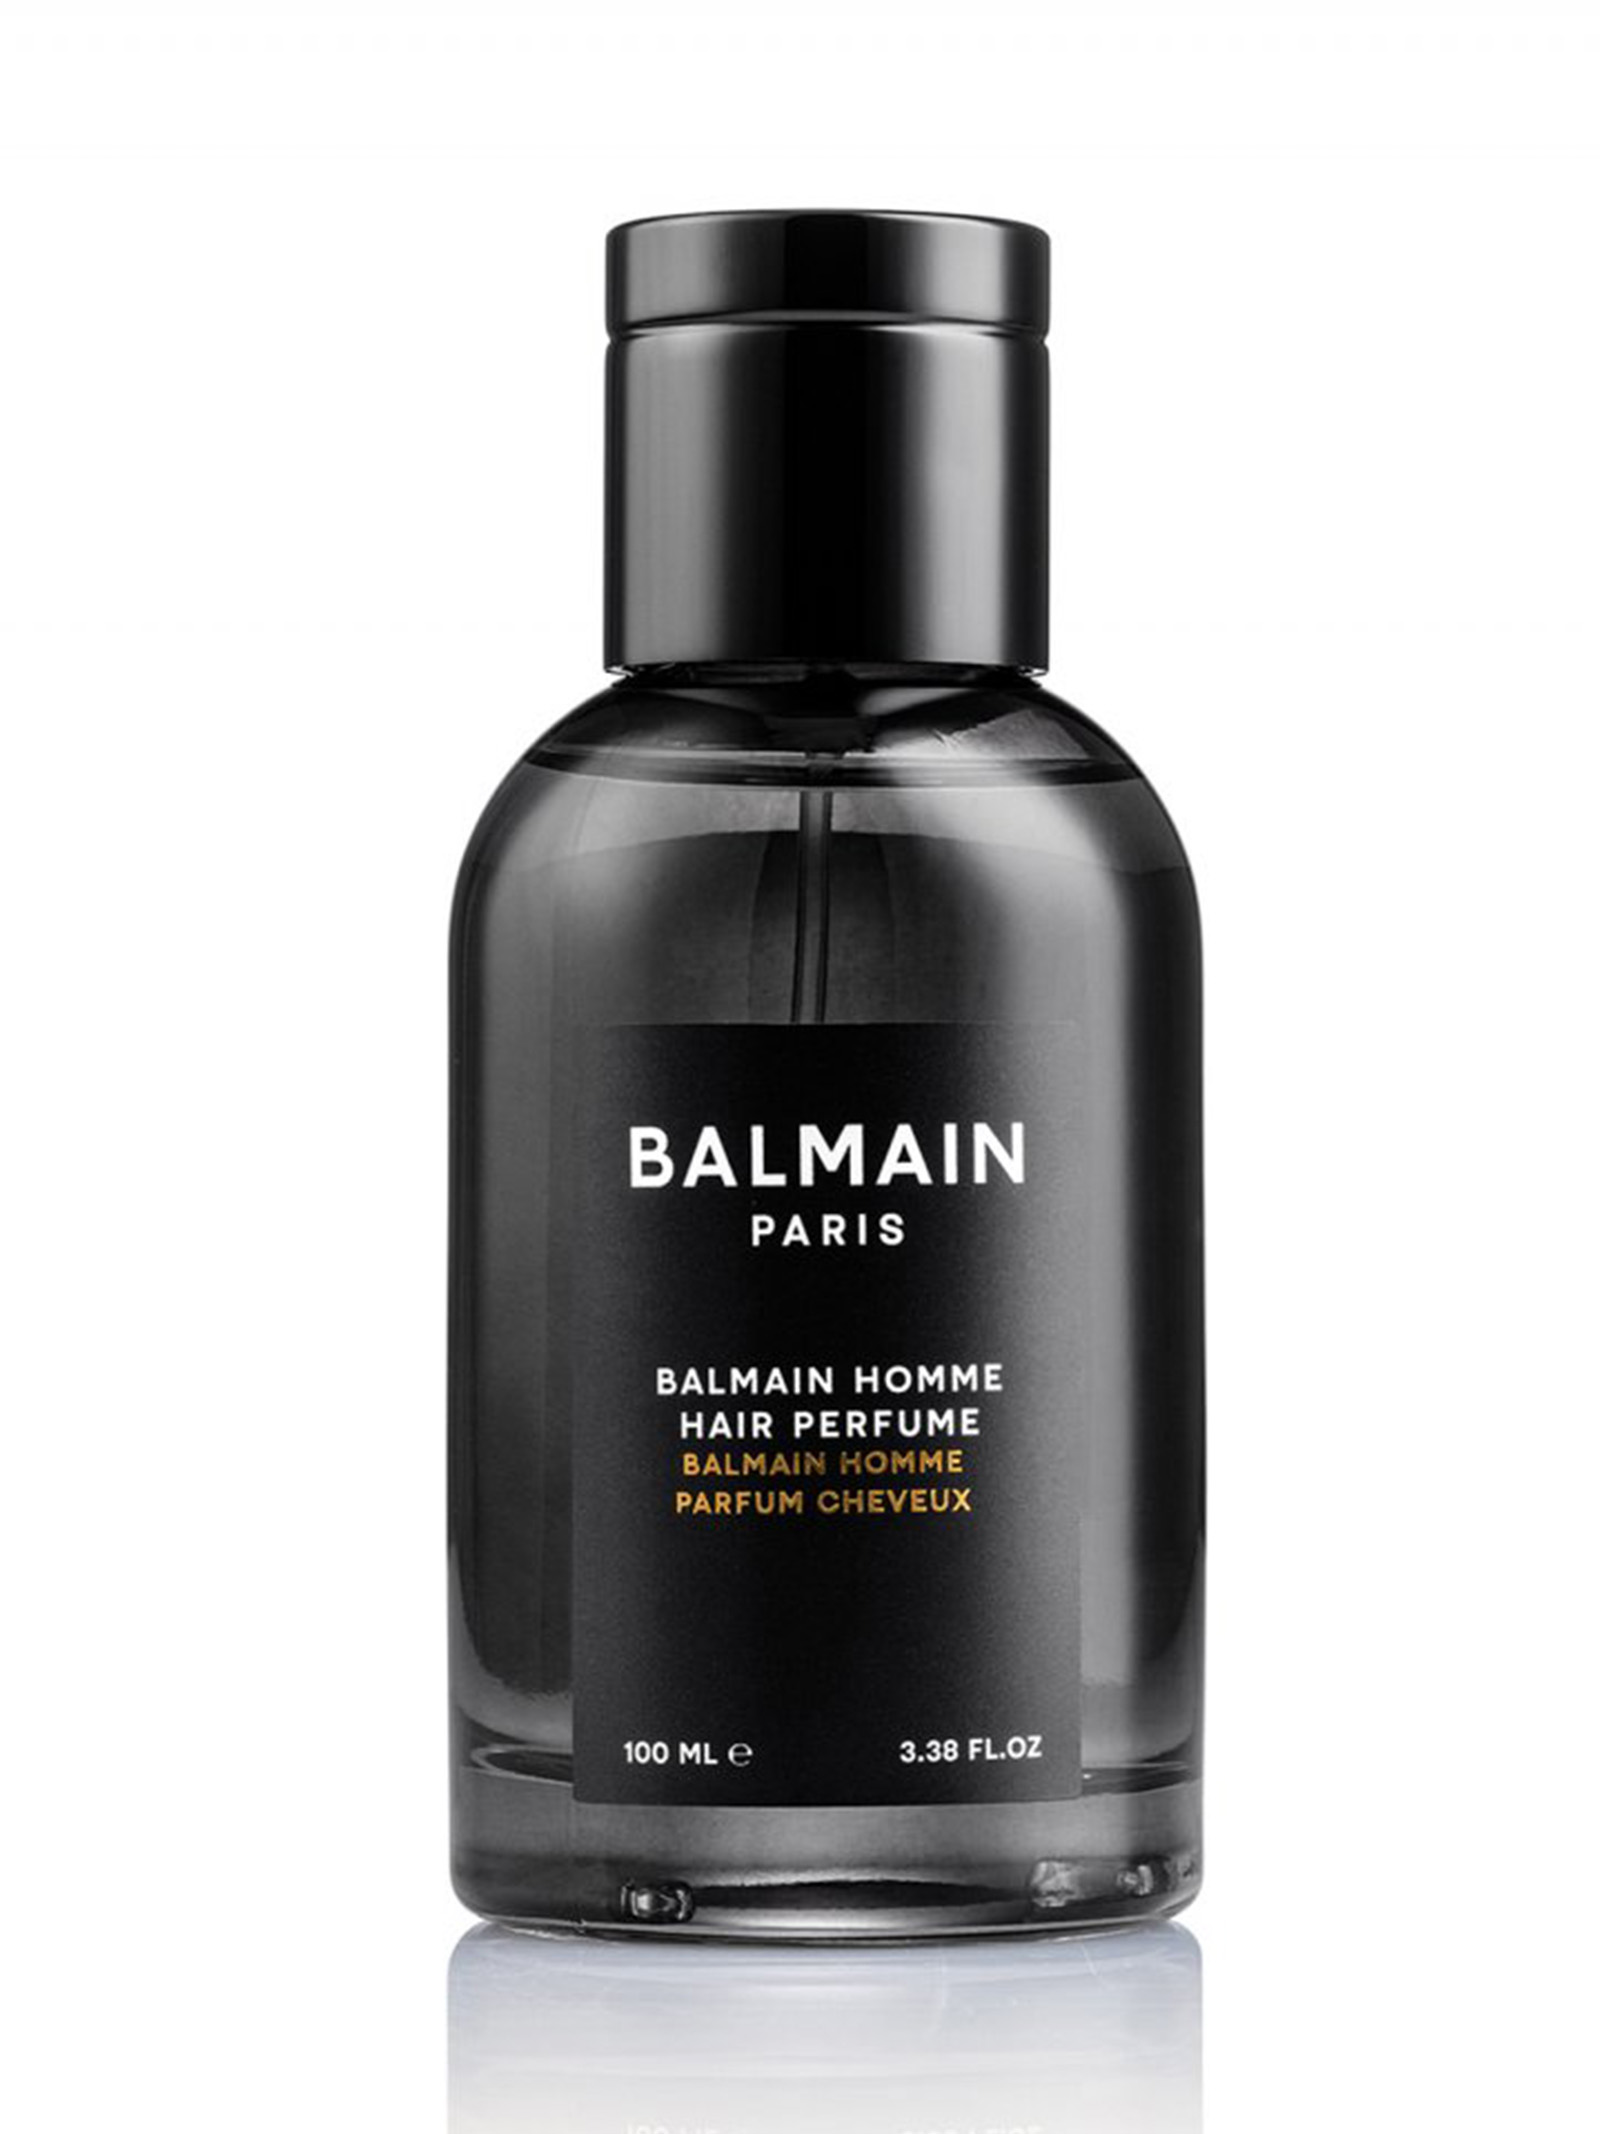 BALMAIN
PARIS
BALMAIN HOMME
HAIR PERFUME
BALMAIN HOMME
PARFUM CHEVEUX
100 ML ℮ 3.38 FL.OZ